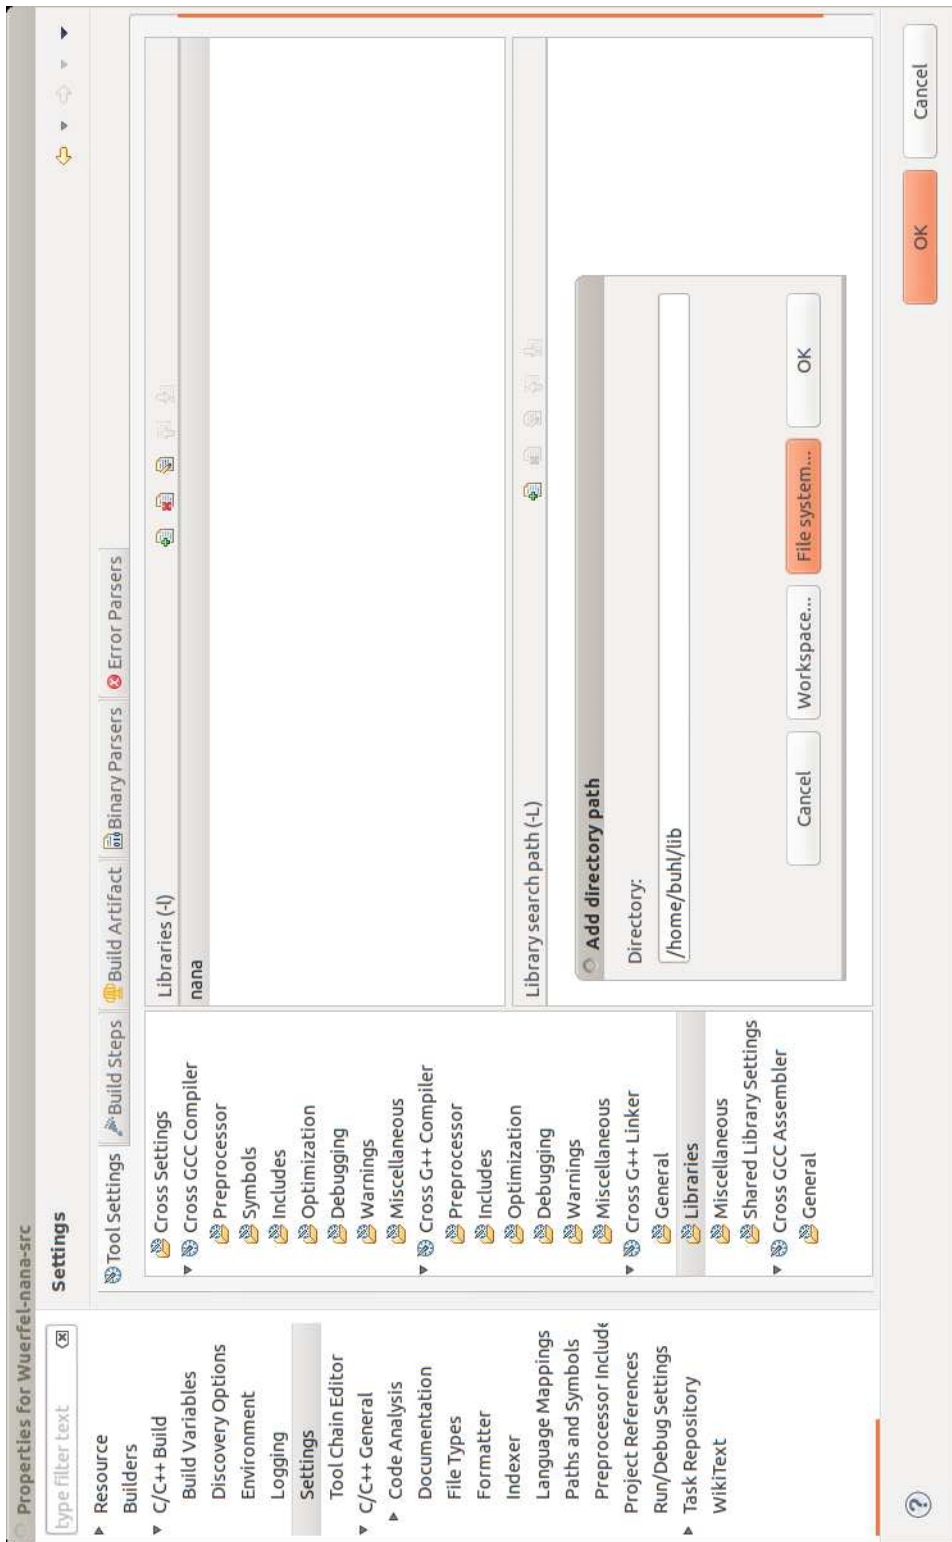 Properties for Wuerfel-nana-src
type filter text
Resource
Builders
C/C++ Build
Build Variables
Discovery Options
Environment
Logging
Settings
Tool Chain Editor
C/C++ General
Code Analysis
Documentation
File Types
Formatter
Indexer
Language Mappings
Paths and Symbols
Preprocessor Include
Project References
Run/Debug Settings
Task Repository
WikiText
Settings
Tool Settings
Build Steps
Build Artifact
Binary Parsers
Error Parsers
Cross Settings
Cross GCC Compiler
Preprocessor
Symbols
Includes
Optimization
Debugging
Warnings
Miscellaneous
Cross G++ Compiler
Preprocessor
Includes
Optimization
Debugging
Warnings
Miscellaneous
Cross G++ Linker
General
Libraries
Miscellaneous
Shared Library Settings
Cross GCC Assembler
General
Libraries (-l)
nana
Library search path (-L)
Add directory path
Directory:
/home/buhl/lib
Cancel
Workspace...
File system...
OK
OK
Cancel